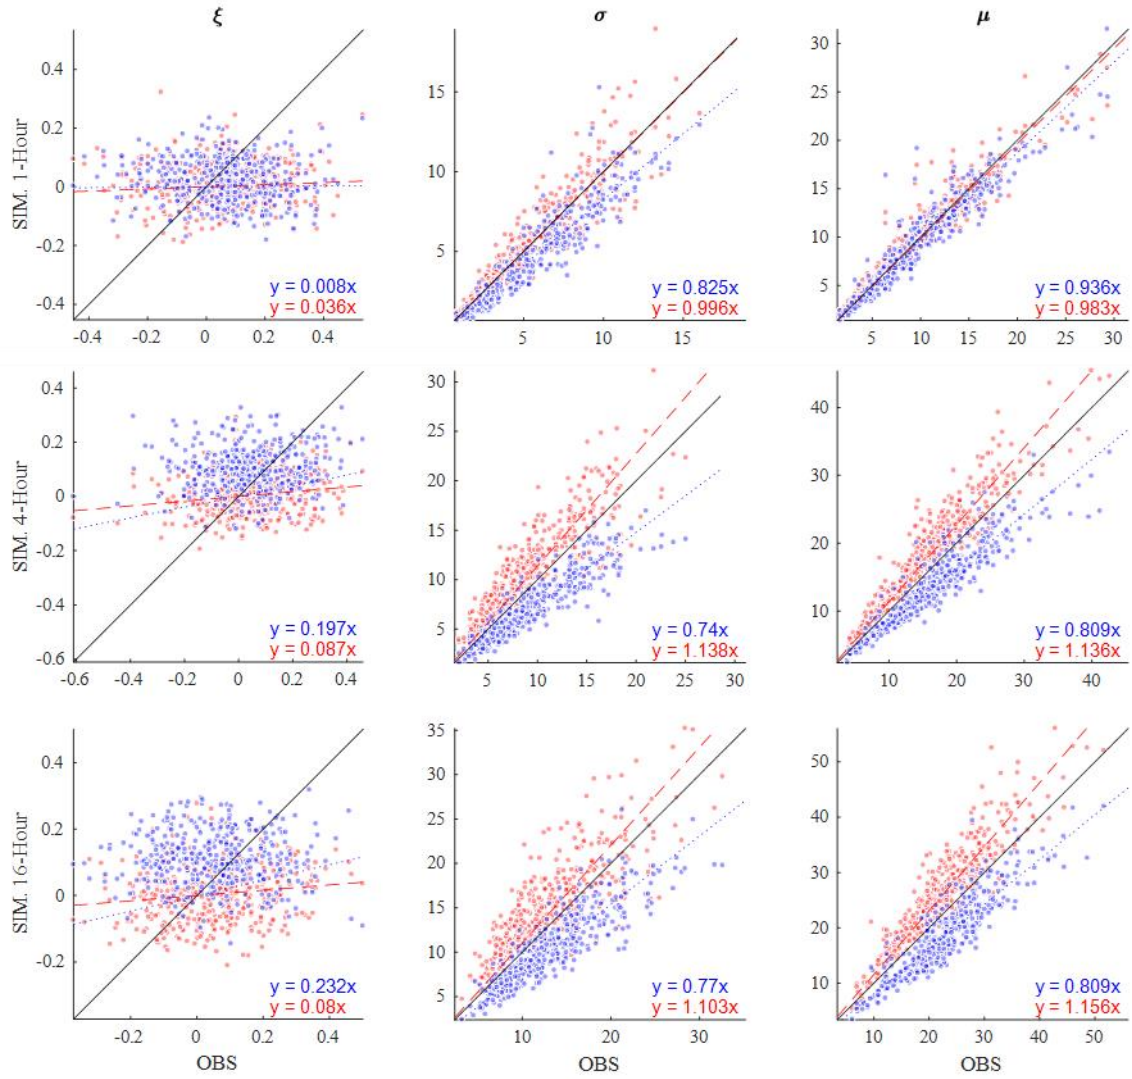 ξ σ μ
0.4
0.2
0
-0.2
-0.4
SIM. 1-Hour
-0.4 -0.2 0 0.2 0.4
y = 0.008x
y = 0.036x
15
10
5
5 10 15
y = 0.825x
y = 0.996x
30
25
20
15
10
5
5 10 15 20 25 30
y = 0.936x
y = 0.983x
0.4
0.2
0
-0.2
-0.4
-0.6
SIM. 4-Hour
-0.6 -0.4 -0.2 0 0.2 0.4
y = 0.197x
y = 0.087x
30
25
20
15
10
5
5 10 15 20 25 30
y = 0.74x
y = 1.138x
40
30
20
10
10 20 30 40
y = 0.809x
y = 1.136x
0.4
0.2
0
-0.2
SIM. 16-Hour
-0.2 0 0.2 0.4
y = 0.232x
y = 0.08x
OBS
35
30
25
20
15
10
5
10 20 30
y = 0.77x
y = 1.103x
OBS
50
40
30
20
10
10 20 30 40 50
y = 0.809x
y = 1.156x
OBS